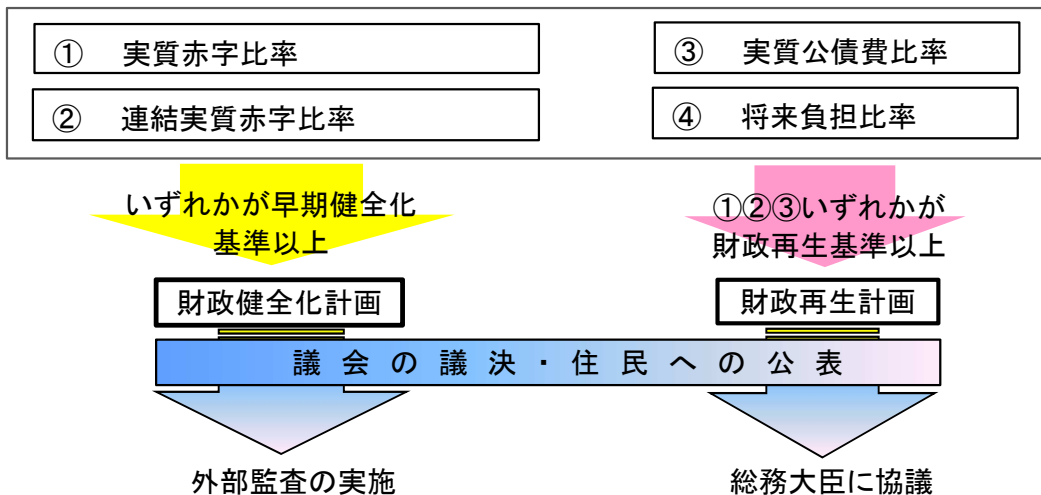 ① 実質赤字比率
③ 実質公債費比率
② 連結実質赤字比率
④ 将来負担比率
いずれかが早期健全化
基準以上
①②③いずれかが
財政再生基準以上
財政健全化計画
財政再生計画
議会の議決・住民への公表
外部監査の実施
総務大臣に協議